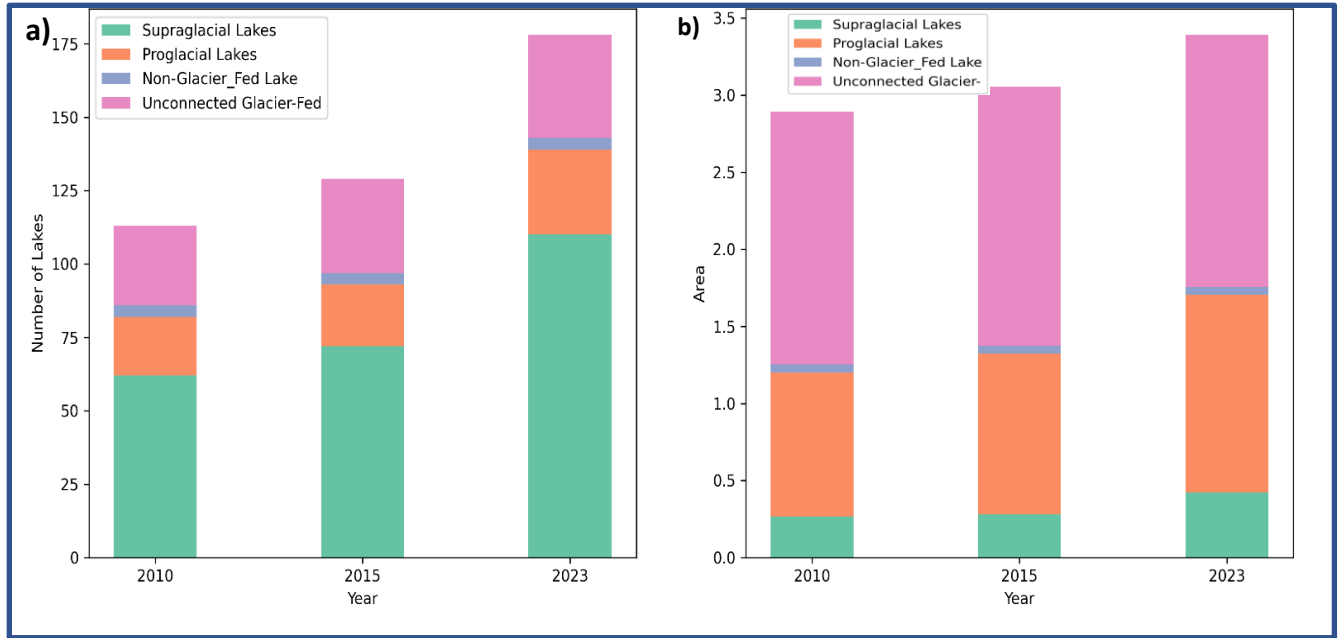 a)
Supraglacial Lakes
Proglacial Lakes
Non-Glacier_Fed Lake
Unconnected Glacier-Fed
Number of Lakes
175
150
125
100
75
50
25
0
2010
2015
2023
Year
b)
Supraglacial Lakes
Proglacial Lakes
Non-Glacier_Fed Lake
Unconnected Glacier-
Area
3.5
3.0
2.5
2.0
1.5
1.0
0.5
0.0
2010
2015
2023
Year